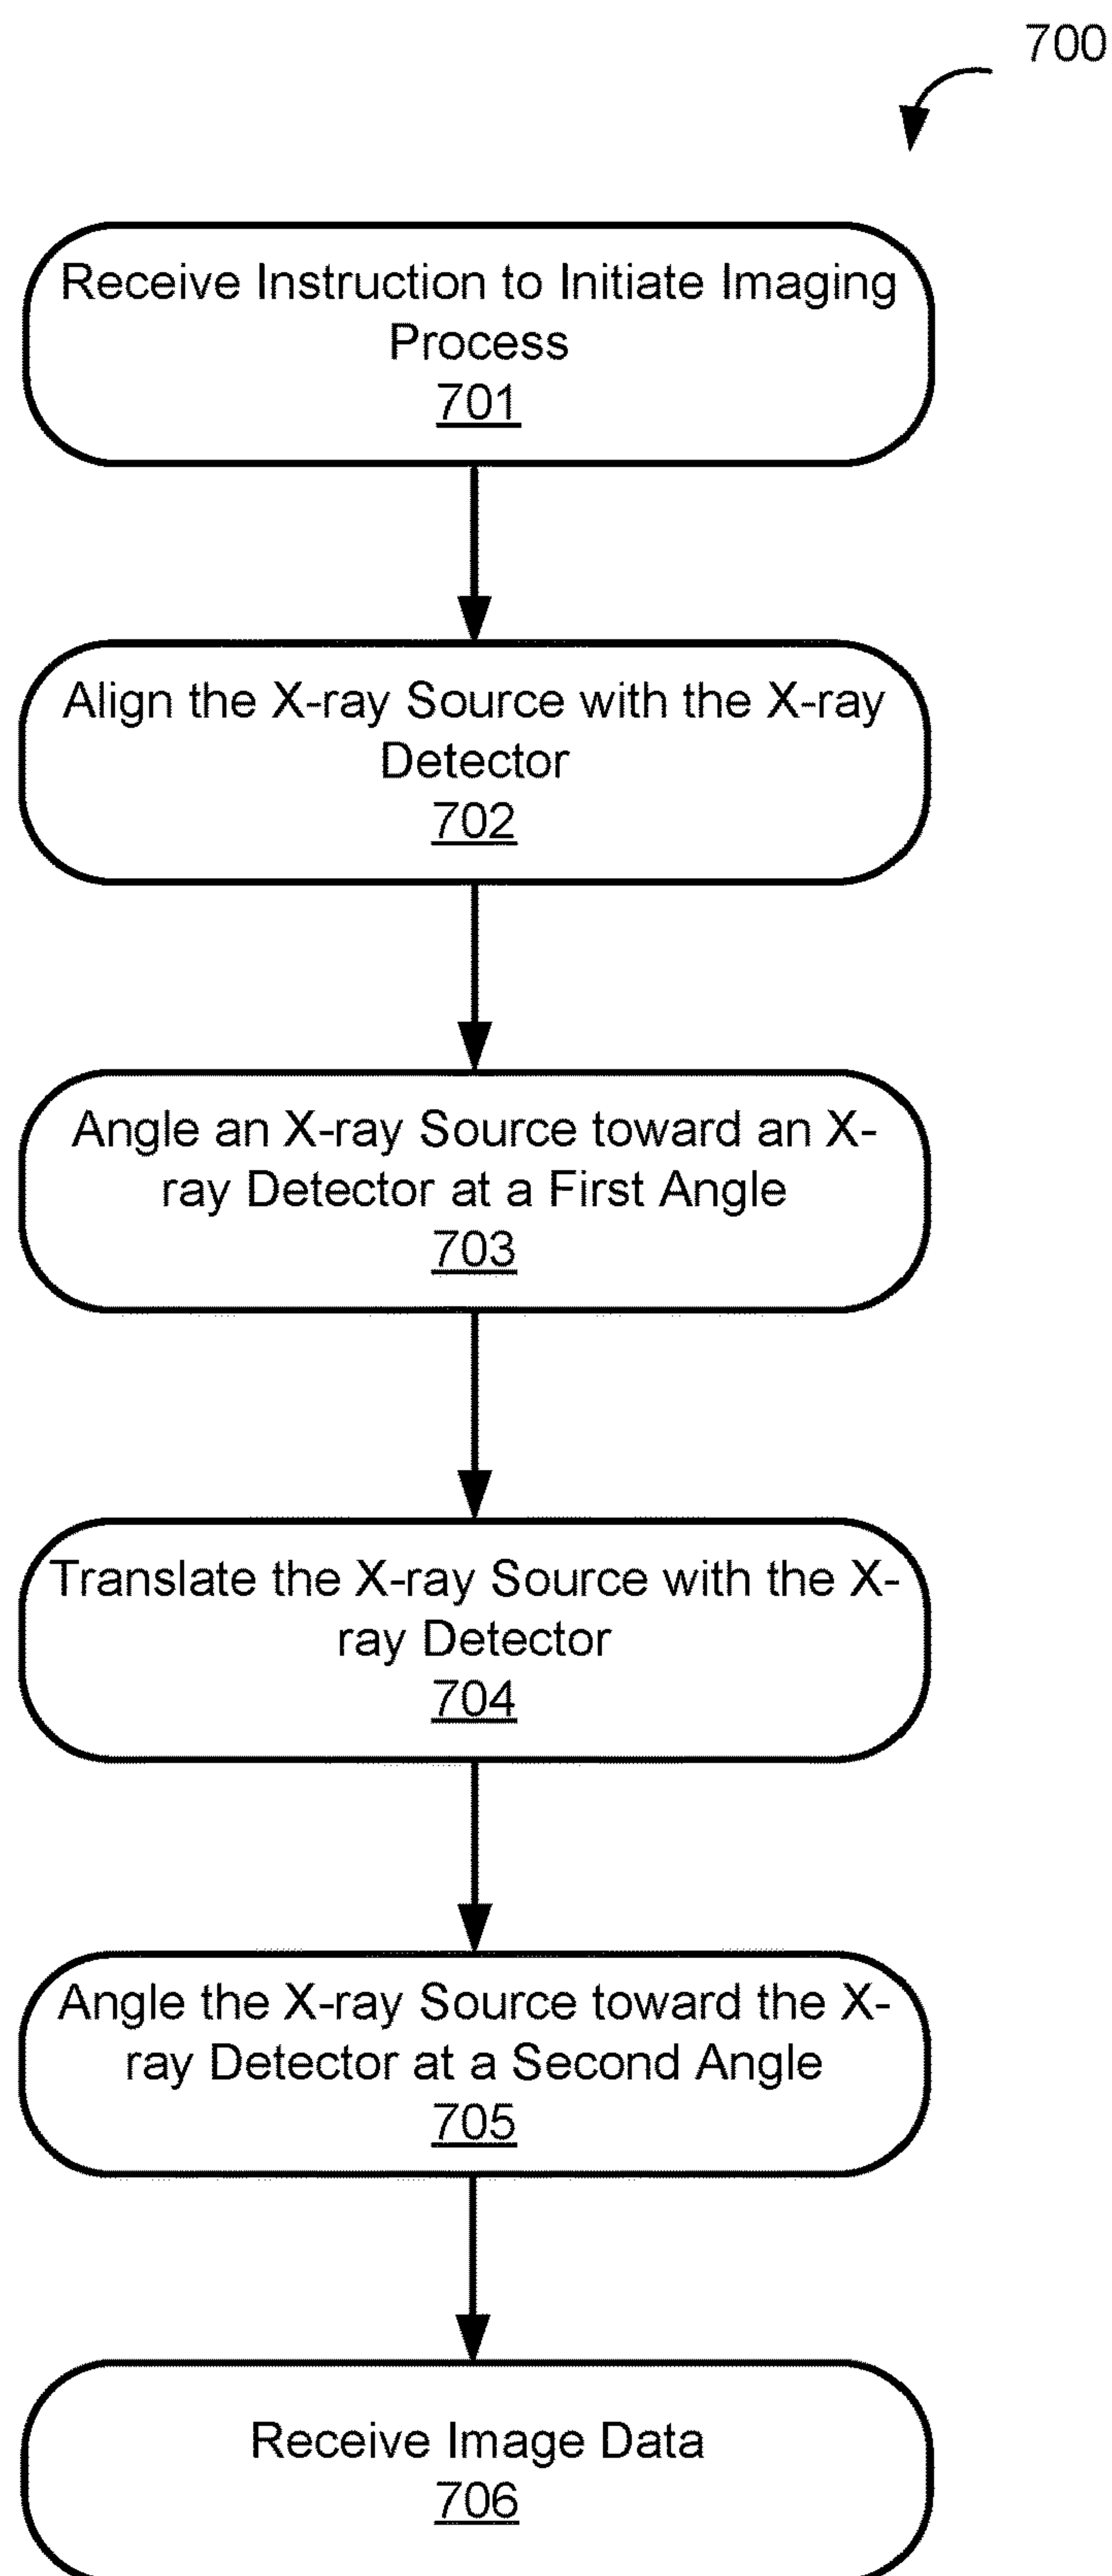 700
Receive Instruction to Initiate Imaging
Process
701
Align the X-ray Source with the X-ray
Detector
702
Angle an X-ray Source toward an X-
ray Detector at a First Angle
703
Translate the X-ray Source with the X-
ray Detector
704
Angle the X-ray Source toward the X-
ray Detector at a Second Angle
705
Receive Image Data
706